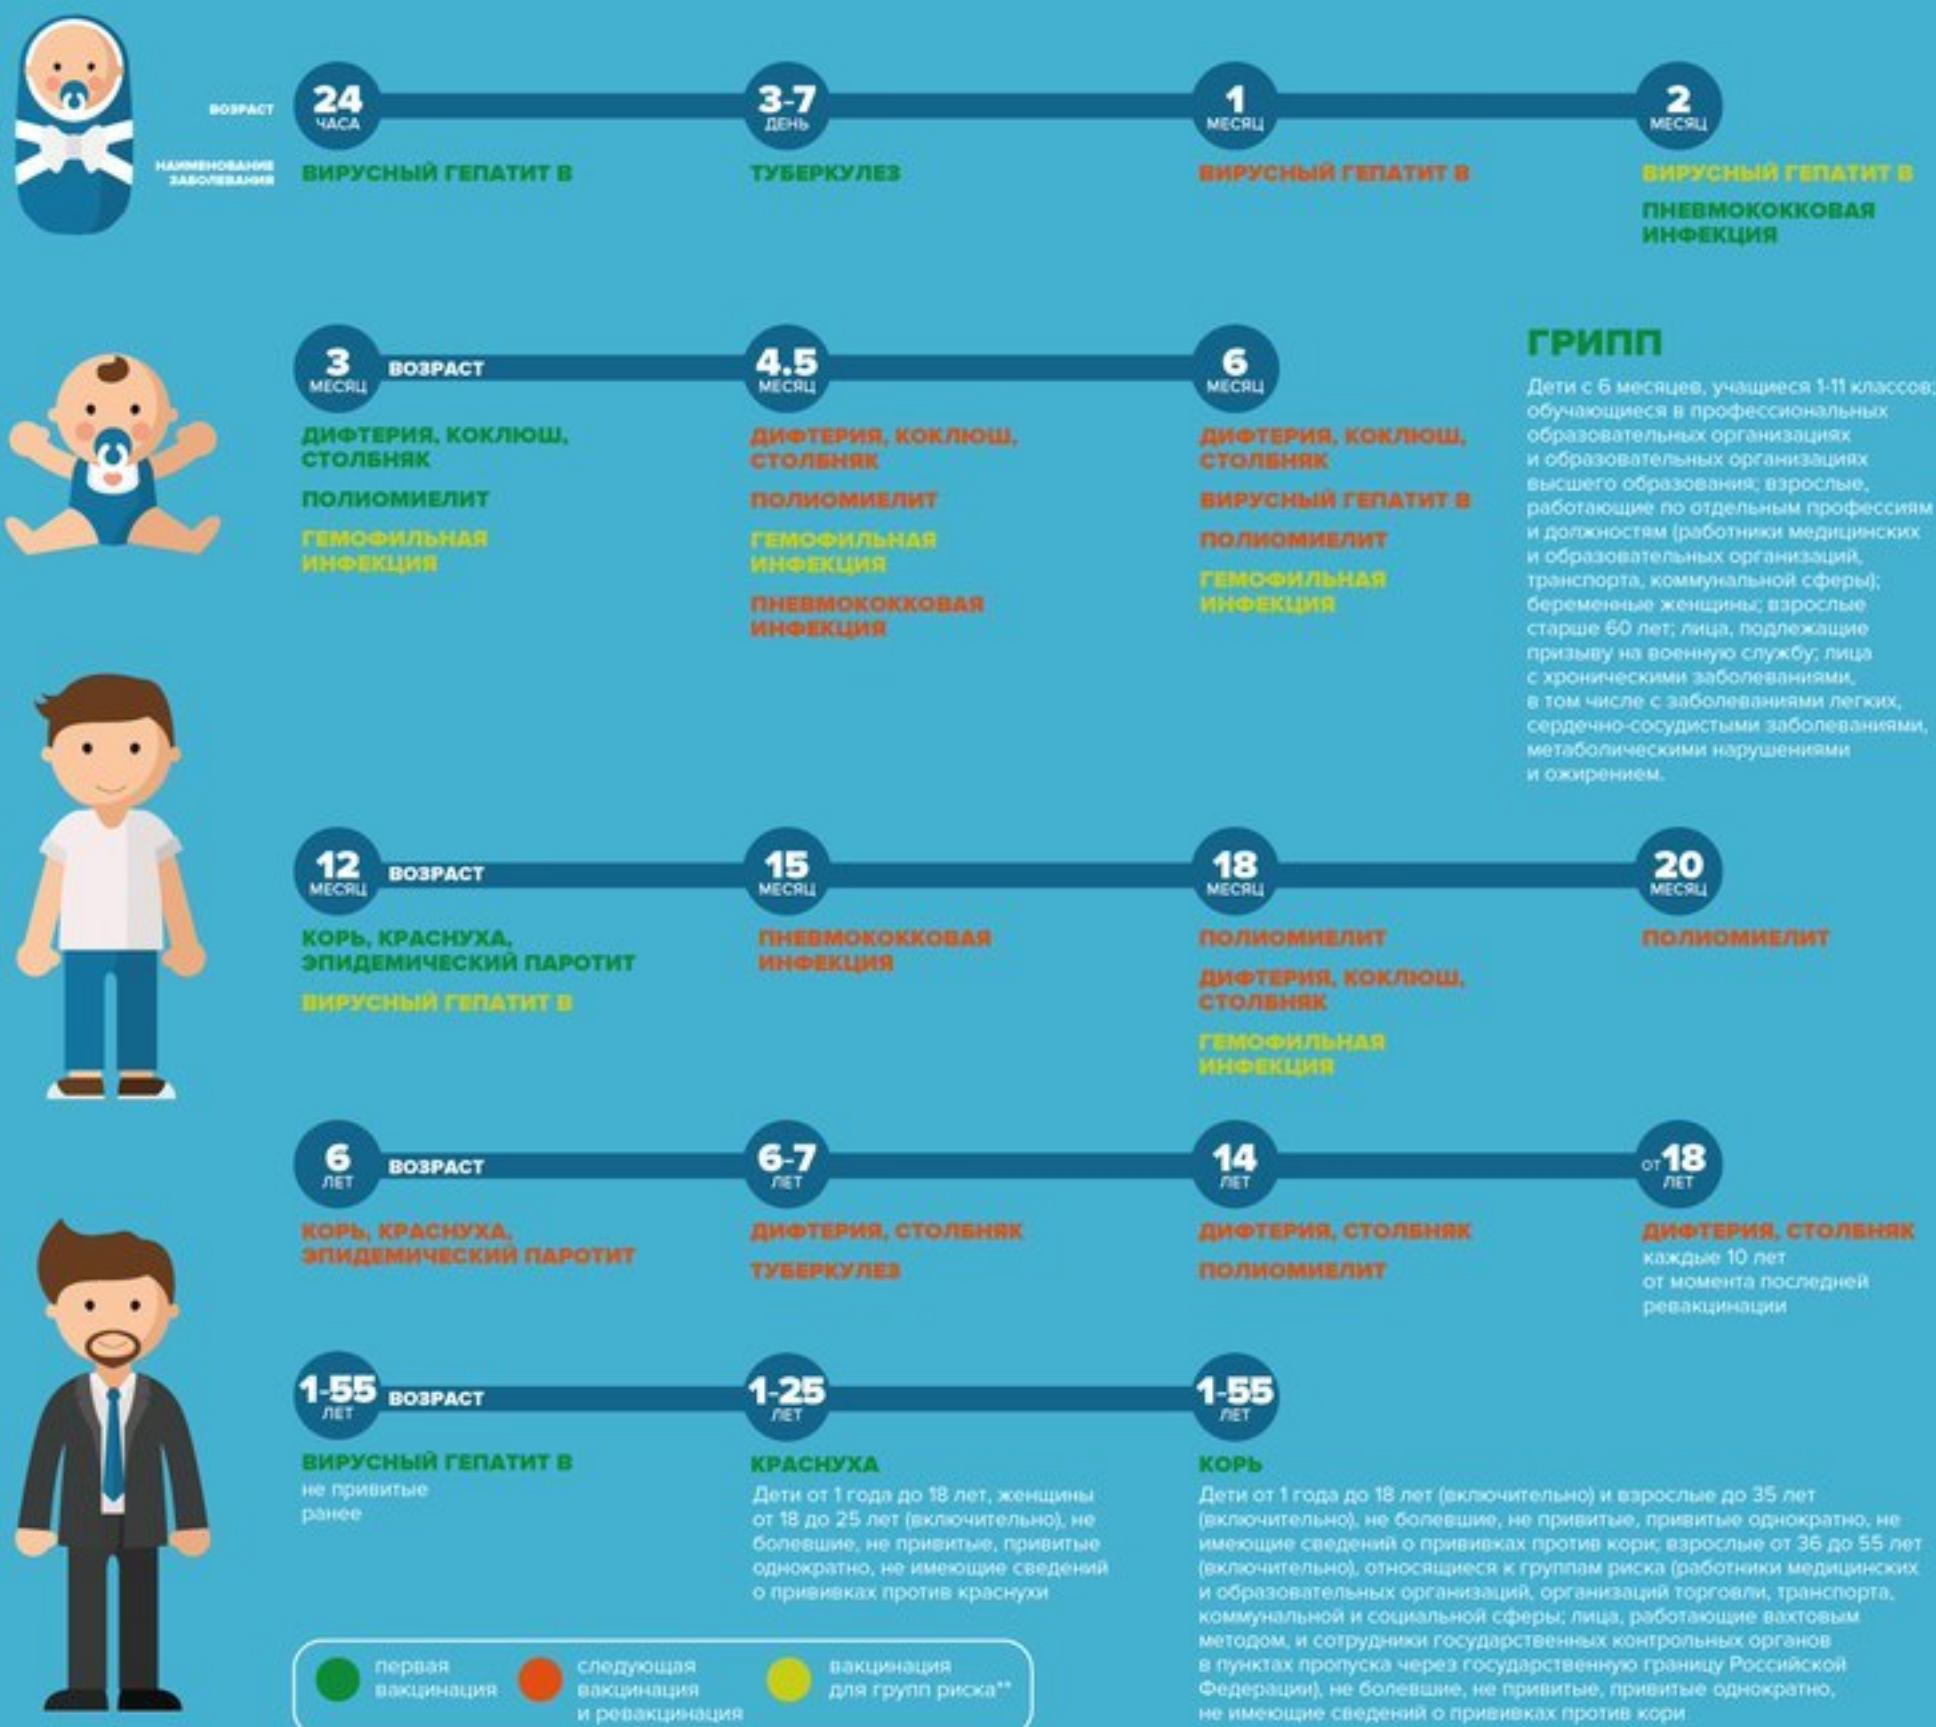 ВОЗРАСТ
НАИМЕНОВАНИЕ
ЗАБОЛЕВАНИЯ
24
ЧАСА
ВИРУСНЫЙ ГЕПАТИТ В
3-7
ДЕНЬ
ТУБЕРКУЛЕЗ
1
МЕСЯЦ
ВИРУСНЫЙ ГЕПАТИТ В
2
МЕСЯЦ
ВИРУСНЫЙ ГЕПАТИТ В
ПНЕВМОКОККОВАЯ
ИНФЕКЦИЯ
3
МЕСЯЦ
ВОЗРАСТ
ДИФТЕРИЯ, КОКЛЮШ,
СТОЛБНЯК
ПОЛИОМИЕЛИТ
ГЕМОФИЛЬНАЯ
ИНФЕКЦИЯ
4.5
МЕСЯЦ
ДИФТЕРИЯ, КОКЛЮШ,
СТОЛБНЯК
ПОЛИОМИЕЛИТ
ГЕМОФИЛЬНАЯ
ИНФЕКЦИЯ
ПНЕВМОКОККОВАЯ
ИНФЕКЦИЯ
6
МЕСЯЦ
ДИФТЕРИЯ, КОКЛЮШ,
СТОЛБНЯК
ВИРУСНЫЙ ГЕПАТИТ В
ПОЛИОМИЕЛИТ
ГЕМОФИЛЬНАЯ
ИНФЕКЦИЯ
ГРИПП
Дети с 6 месяцев, учащиеся 1-11 классов;
обучающиеся в профессиональных
образовательных организациях
и образовательных организациях
высшего образования; взрослые,
работающие по отдельным профессиям
и должностям (работники медицинских
и образовательных организаций,
транспорта, коммунальной сферы);
беременные женщины; взрослые
старше 60 лет; лица, подлежащие
призыву на военную службу; лица
с хроническими заболеваниями,
в том числе с заболеваниями легких,
сердечно-сосудистыми заболеваниями,
метаболическими нарушениями
и ожирением.
12
МЕСЯЦ
ВОЗРАСТ
КОРЬ, КРАСНУХА,
ЭПИДЕМИЧЕСКИЙ ПАРОТИТ
ВИРУСНЫЙ ГЕПАТИТ В
15
МЕСЯЦ
ПНЕВМОКОККОВАЯ
ИНФЕКЦИЯ
18
МЕСЯЦ
ПОЛИОМИЕЛИТ
ДИФТЕРИЯ, КОКЛЮШ,
СТОЛБНЯК
ГЕМОФИЛЬНАЯ
ИНФЕКЦИЯ
20
МЕСЯЦ
ПОЛИОМИЕЛИТ
6
ЛЕТ
ВОЗРАСТ
КОРЬ, КРАСНУХА,
ЭПИДЕМИЧЕСКИЙ ПАРОТИТ
6-7
ЛЕТ
ДИФТЕРИЯ, СТОЛБНЯК
ТУБЕРКУЛЕЗ
14
ЛЕТ
ДИФТЕРИЯ, СТОЛБНЯК
ПОЛИОМИЕЛИТ
от 18
ЛЕТ
ДИФТЕРИЯ, СТОЛБНЯК
каждые 10 лет
от момента последней
ревакцинации
1-55
ЛЕТ
ВОЗРАСТ
ВИРУСНЫЙ ГЕПАТИТ В
не привитые
ранее
1-25
ЛЕТ
КРАСНУХА
Дети от 1 года до 18 лет, женщины
от 18 до 25 лет (включительно), не
болевшие, не привитые, привитые
однократно, не имеющие сведений
о прививках против краснухи
1-55
ЛЕТ
КОРЬ
Дети от 1 года до 18 лет (включительно) и взрослые до 35 лет
(включительно), не болевшие, не привитые, привитые однократно, не
имеющие сведений о прививках против кори; взрослые от 36 до 55 лет
(включительно), относящиеся к группам риска (работники медицинских
и образовательных организаций, организаций торговли, транспорта,
коммунальной и социальной сферы; лица, работающие вахтовым
методом, и сотрудники государственных контрольных органов
в пунктах пропуска через государственную границу Российской
Федерации), не болевшие, не привитые, привитые однократно,
не имеющие сведений о прививках против кори
первая
вакцинация
следующая
вакцинация
и ревакцинация
вакцинация
для групп риска**